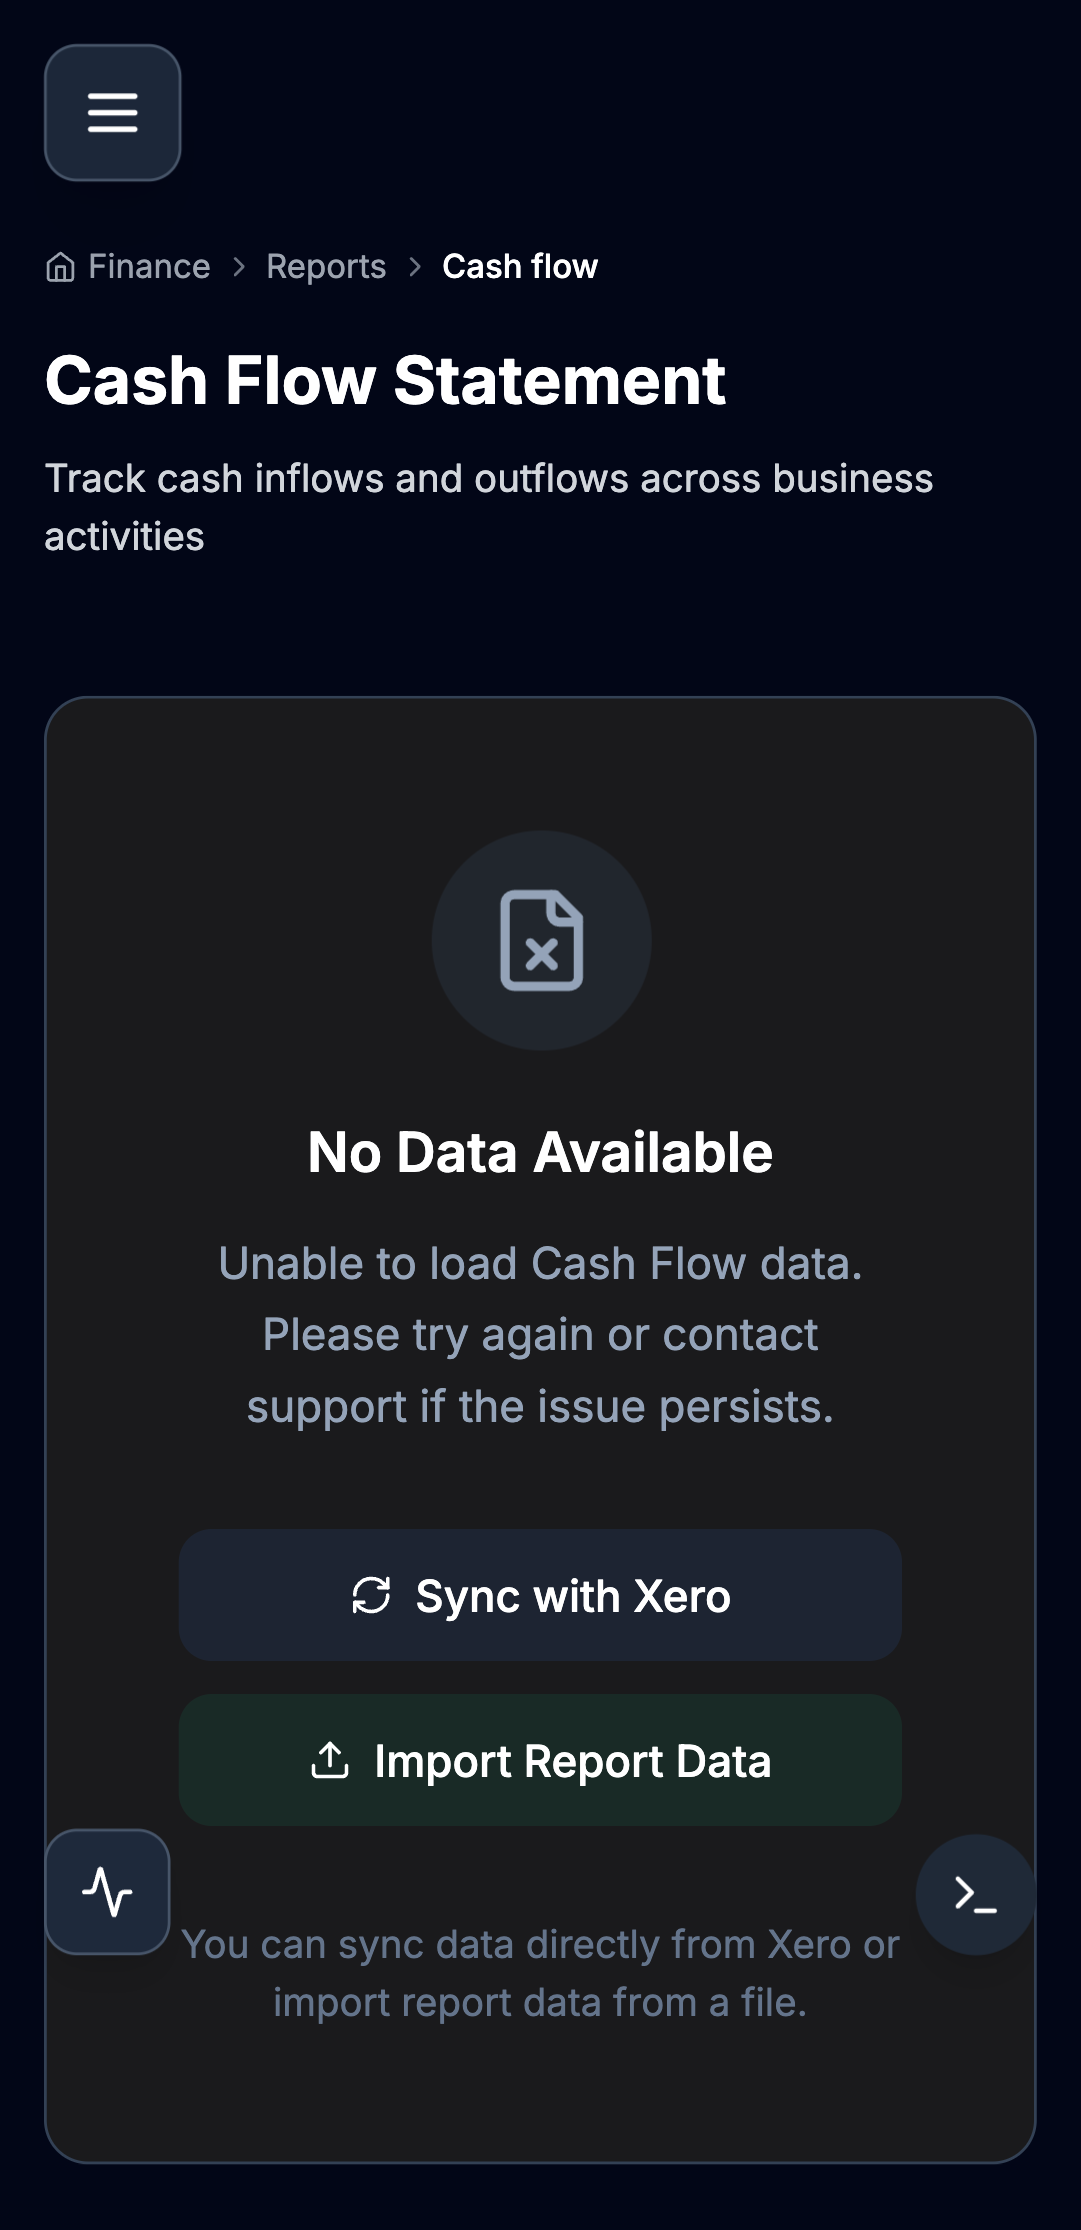 Finance > Reports > Cash flow
Cash Flow Statement
Track cash inflows and outflows across business
activities
No Data Available
Unable to load Cash Flow data.
Please try again or contact
support if the issue persists.
Sync with Xero
Import Report Data
You can sync data directly from Xero or
import report data from a file.